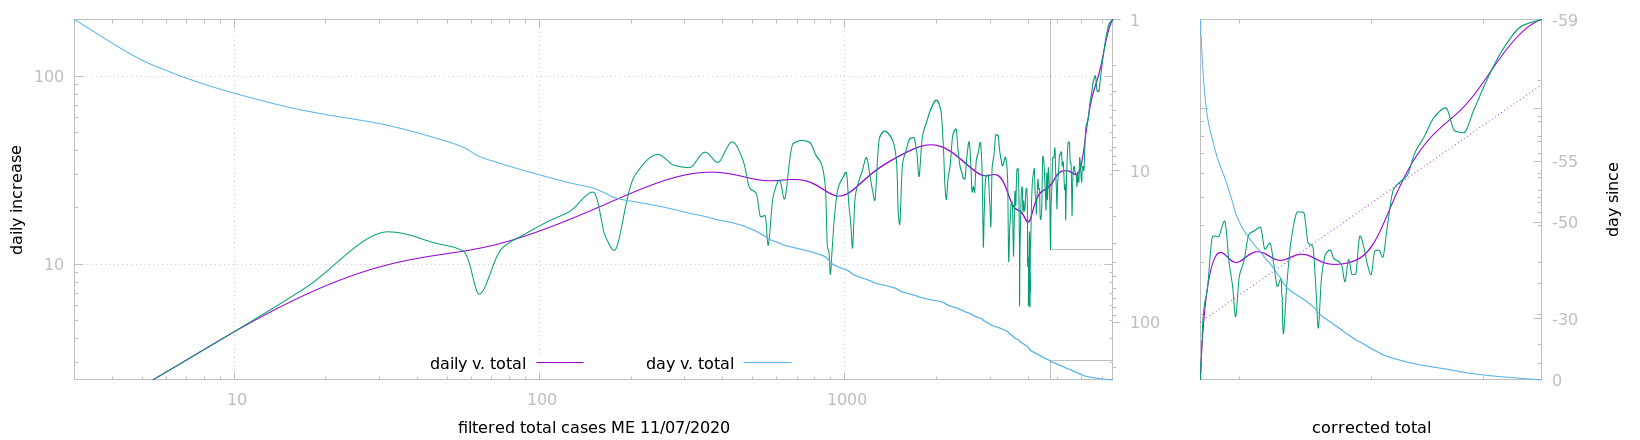 1
-59
100
-55
daily increase
10
day since
-50
10
-30
100
daily v. total
day v. total
0
10
100
1000
filtered total cases ME 11/07/2020
corrected total